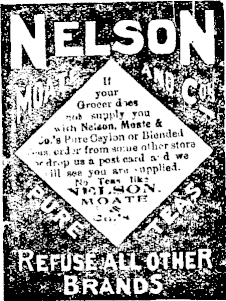 NELSON
MOATE AND CO'S
If
your
Grocer does
not supply you
with Nelson, Moate &
Co.'s Pure Ceylon or Blended
Teas, order from some other store
or drop us a post card and we
will see you are supplied.
No Teas like
NELSON,
MOATE
&
Co.'s
PURE TEAS
REFUSE ALL OTHER
BRANDS